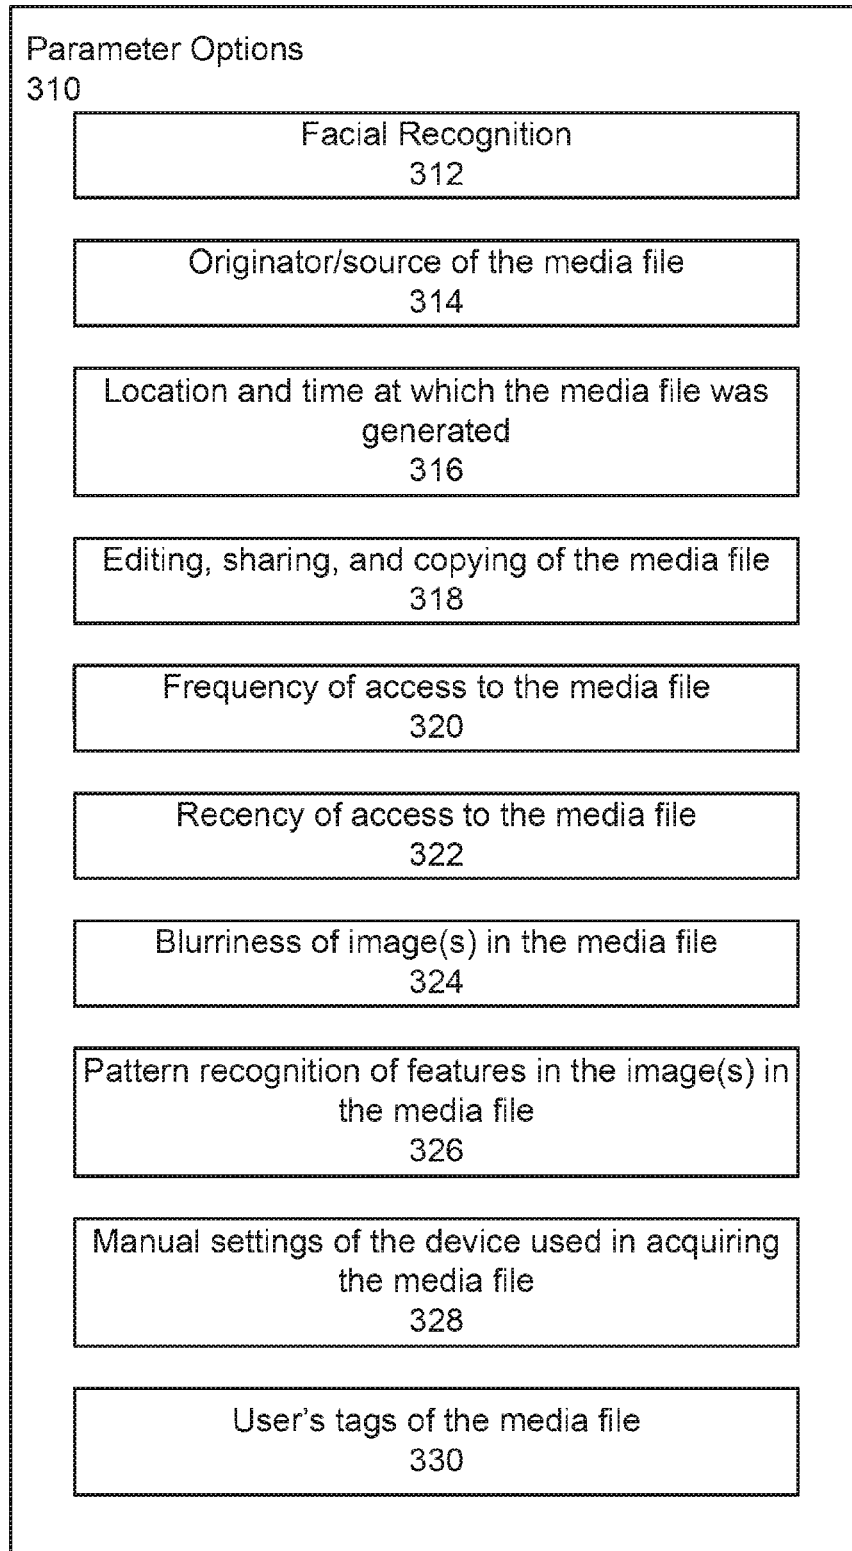 Parameter Options
310
Facial Recognition
312
Originator/source of the media file
314
Location and time at which the media file was
generated
316
Editing, sharing, and copying of the media file
318
Frequency of access to the media file
320
Recency of access to the media file
322
Blurriness of image(s) in the media file
324
Pattern recognition of features in the image(s) in
the media file
326
Manual settings of the device used in acquiring
the media file
328
User's tags of the media file
330